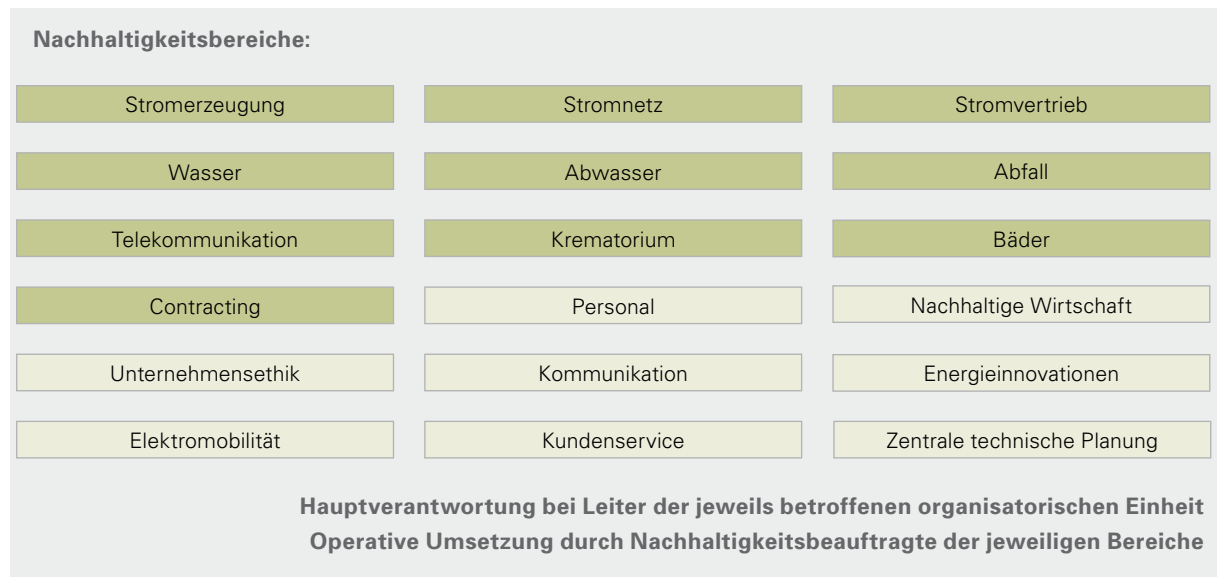 Nachhaltigkeitsbereiche:
Stromerzeugung
Stromnetz
Stromvertrieb
Wasser
Abwasser
Abfall
Telekommunikation
Krematorium
Bäder
Contracting
Personal
Nachhaltige Wirtschaft
Unternehmensethik
Kommunikation
Energieinnovationen
Elektromobilität
Kundenservice
Zentrale technische Planung
Hauptverantwortung bei Leiter der jeweils betroffenen organisatorischen Einheit
Operative Umsetzung durch Nachhaltigkeitsbeauftragte der jeweiligen Bereiche